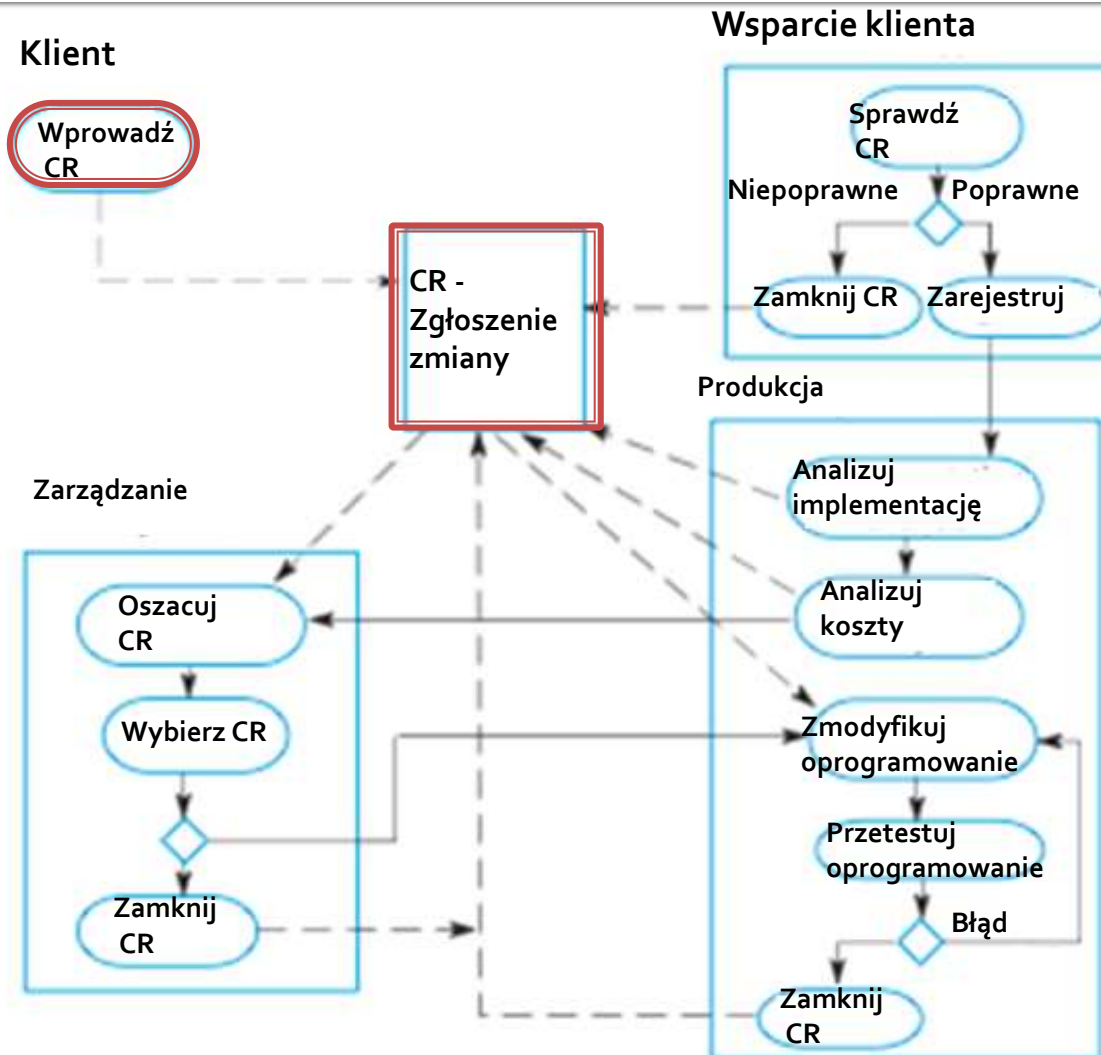 Klient
Wprowadź
CR
Wsparcie klienta
Sprawdź
CR
Niepoprawne
Poprawne
Zamknij CR
Zarejestruj
CR -
Zgłoszenie
zmiany
Produkcja
Analizuj
implementację
Analizuj
koszty
Zmodyfikuj
oprogramowanie
Przetestuj
oprogramowanie
Błąd
Zamknij
CR
Zarządzanie
Oszacuj
CR
Wybierz CR
Zamknij
CR